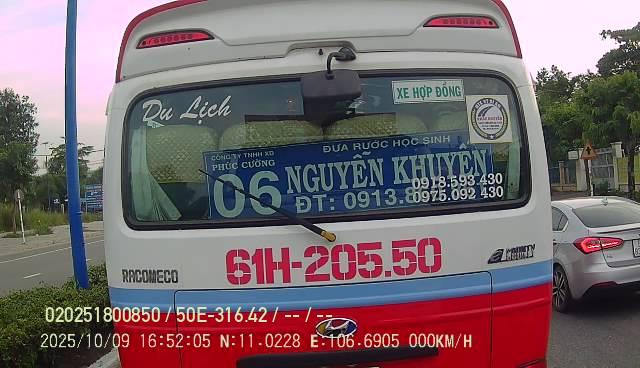 Du Lịch
XE HỢP ĐỒNG
CÔNG TY TNHH XD
PHÚC CƯỜNG
ĐƯA RƯỚC HỌC SINH
06 NGUYỄN KHUYẾN
ĐT: 0913.8
0918.593.430
0975.092 430
61H-205.50
RACOMECO
COUNTY
020251800850 / 50E-316.42 / -- / --
2025/10/09 16:52:05 N:11.0228 E:106.6905 000KM/H